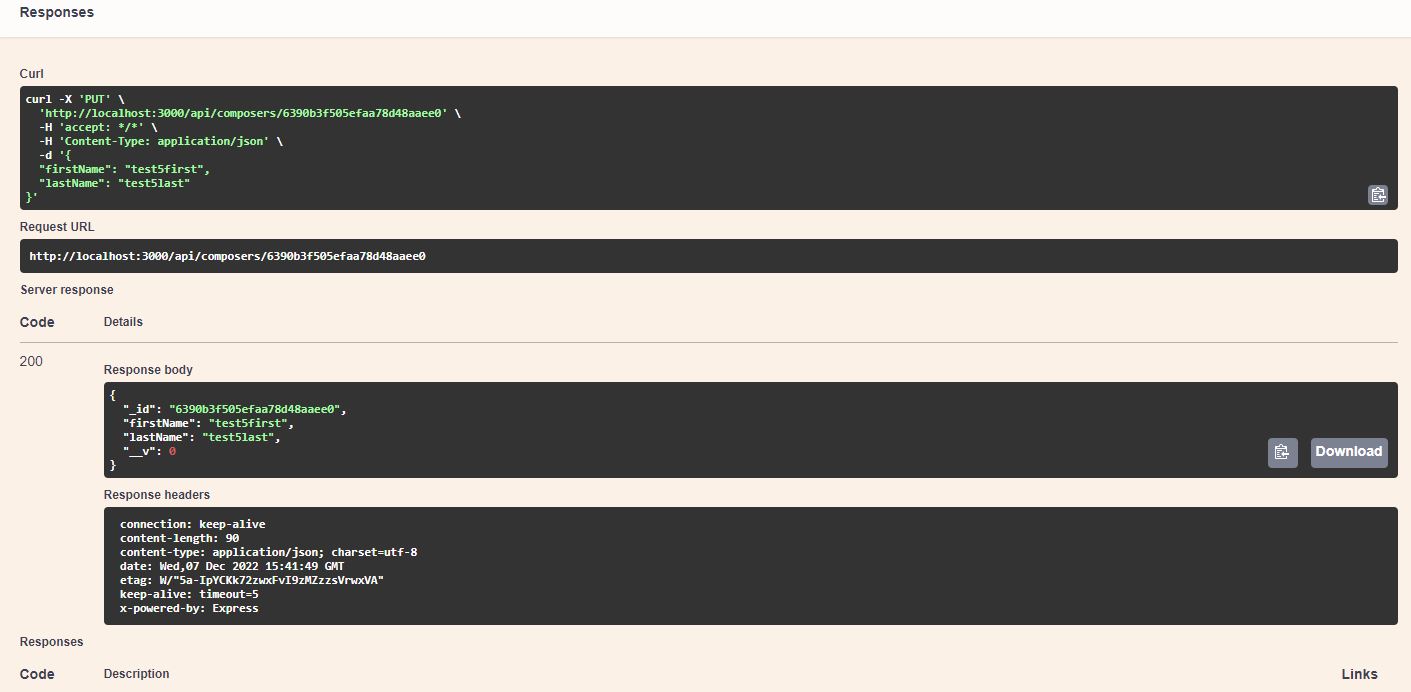 Responses
Curl
curl -X 'PUT' \
  'http://localhost:3000/api/composers/6390b3f505efaa78d48aaee0' \
  -H 'accept: */*' \
  -H 'Content-Type: application/json' \
  -d '{
  "firstName": "test5first",
  "lastName": "test5last"
}'
Request URL
http://localhost:3000/api/composers/6390b3f505efaa78d48aaee0
Server response
Code Details
200
Response body
{
  "_id": "6390b3f505efaa78d48aaee0",
  "firstName": "test5first",
  "lastName": "test5last",
  "__v": 0
}
Download
Response headers
connection: keep-alive
content-length: 90
content-type: application/json; charset=utf-8
date: Wed,07 Dec 2022 15:41:49 GMT
etag: W/"5a-IpYCKk72zwxFvI9zMZzzsVrwxVA"
keep-alive: timeout=5
x-powered-by: Express
Responses
Code Description Links